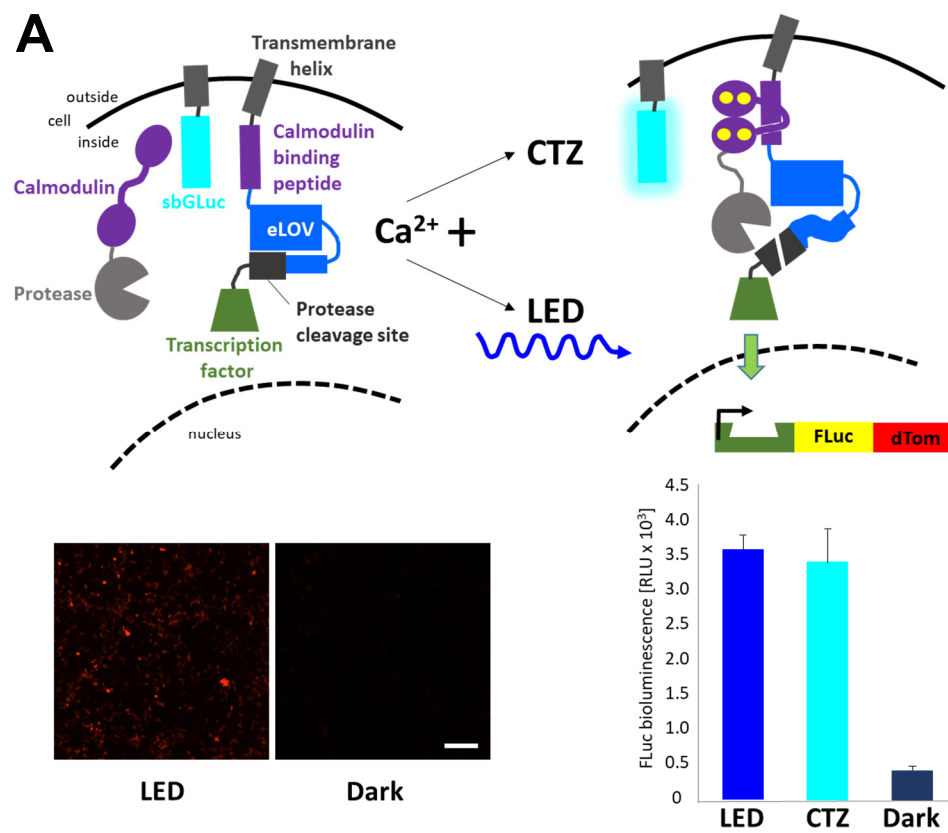 A
Transmembrane
helix
outside
cell
inside
Calmodulin
binding
peptide
Calmodulin
sbGLuc
eLOV
Protease
Protease
cleavage site
Transcription
factor
nucleus
Ca2+ +
CTZ
LED
FLuc
dTom
LED
Dark
FLuc bioluminescence [RLU x 10³]
4.5
4.0
3.5
3.0
2.5
2.0
1.5
1.0
0.5
0
LED
CTZ
Dark